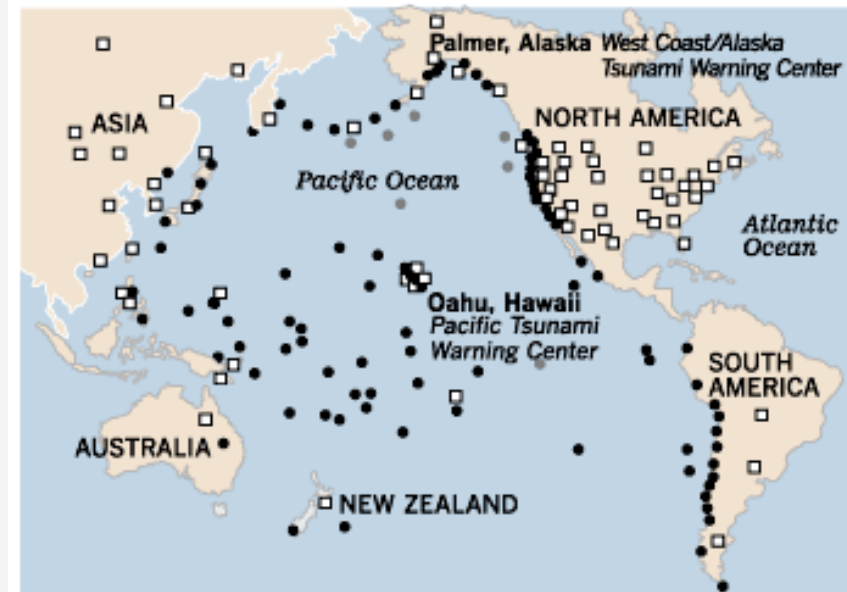 Palmer, Alaska West Coast/Alaska
Tsunami Warning Center
NORTH AMERICA
ASIA
Pacific Ocean
Atlantic
Ocean
Oahu, Hawaii
Pacific Tsunami
Warning Center
SOUTH
AMERICA
AUSTRALIA
NEW ZEALAND